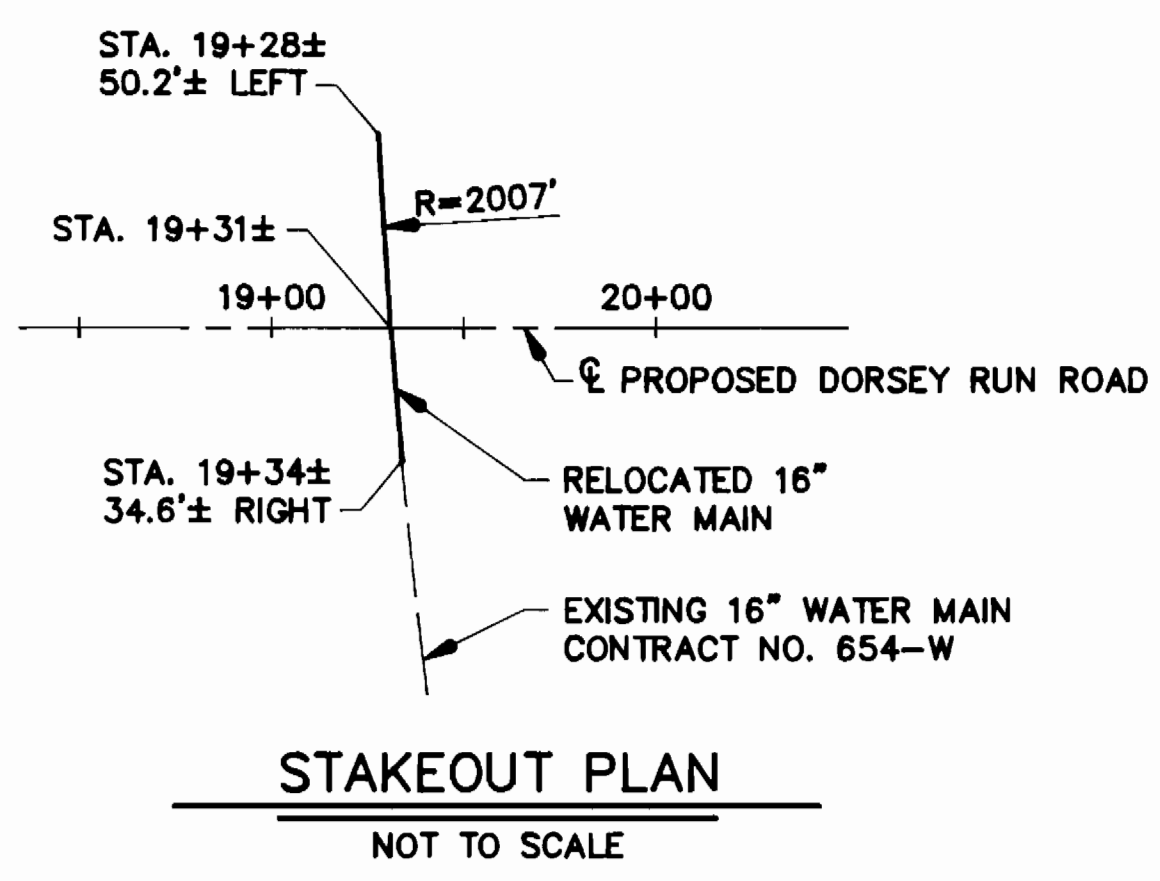 STA. 19+28±
50.2'± LEFT
R=2007'
STA. 19+31±
19+00
20+00
℄ PROPOSED DORSEY RUN ROAD
STA. 19+34±
34.6'± RIGHT
RELOCATED 16"
WATER MAIN
EXISTING 16" WATER MAIN
CONTRACT NO. 654-W
STAKEOUT PLAN
NOT TO SCALE